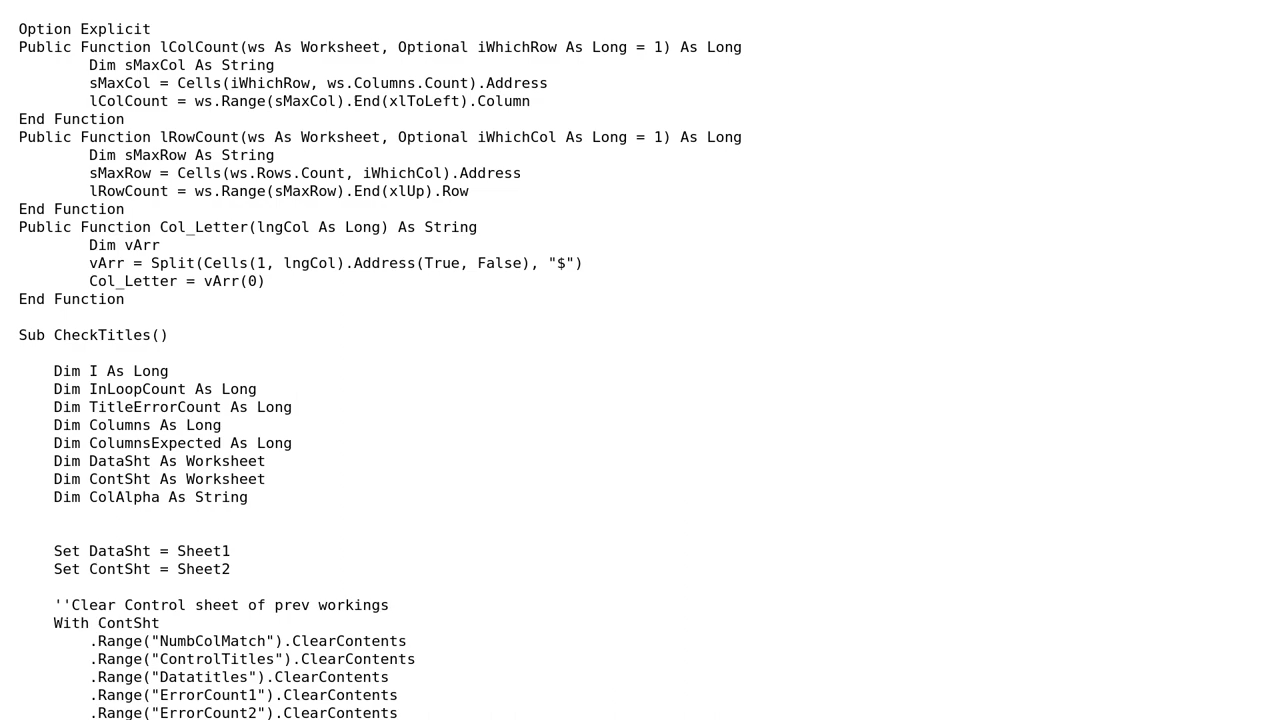 Option Explicit
Public Function lColCount(ws As Worksheet, Optional iWhichRow As Long = 1) As Long
        Dim sMaxCol As String
        sMaxCol = Cells(iWhichRow, ws.Columns.Count).Address
        lColCount = ws.Range(sMaxCol).End(xlToLeft).Column
End Function
Public Function lRowCount(ws As Worksheet, Optional iWhichCol As Long = 1) As Long
        Dim sMaxRow As String
        sMaxRow = Cells(ws.Rows.Count, iWhichCol).Address
        lRowCount = ws.Range(sMaxRow).End(xlUp).Row
End Function
Public Function Col_Letter(lngCol As Long) As String
        Dim vArr
        vArr = Split(Cells(1, lngCol).Address(True, False), "$")
        Col_Letter = vArr(0)
End Function

Sub CheckTitles()

    Dim I As Long
    Dim InLoopCount As Long
    Dim TitleErrorCount As Long
    Dim Columns As Long
    Dim ColumnsExpected As Long
    Dim DataSht As Worksheet
    Dim ContSht As Worksheet
    Dim ColAlpha As String


    Set DataSht = Sheet1
    Set ContSht = Sheet2

    ''Clear Control sheet of prev workings
    With ContSht
        .Range("NumbColMatch").ClearContents
        .Range("ControlTitles").ClearContents
        .Range("Datatitles").ClearContents
        .Range("ErrorCount1").ClearContents
        .Range("ErrorCount2").ClearContents